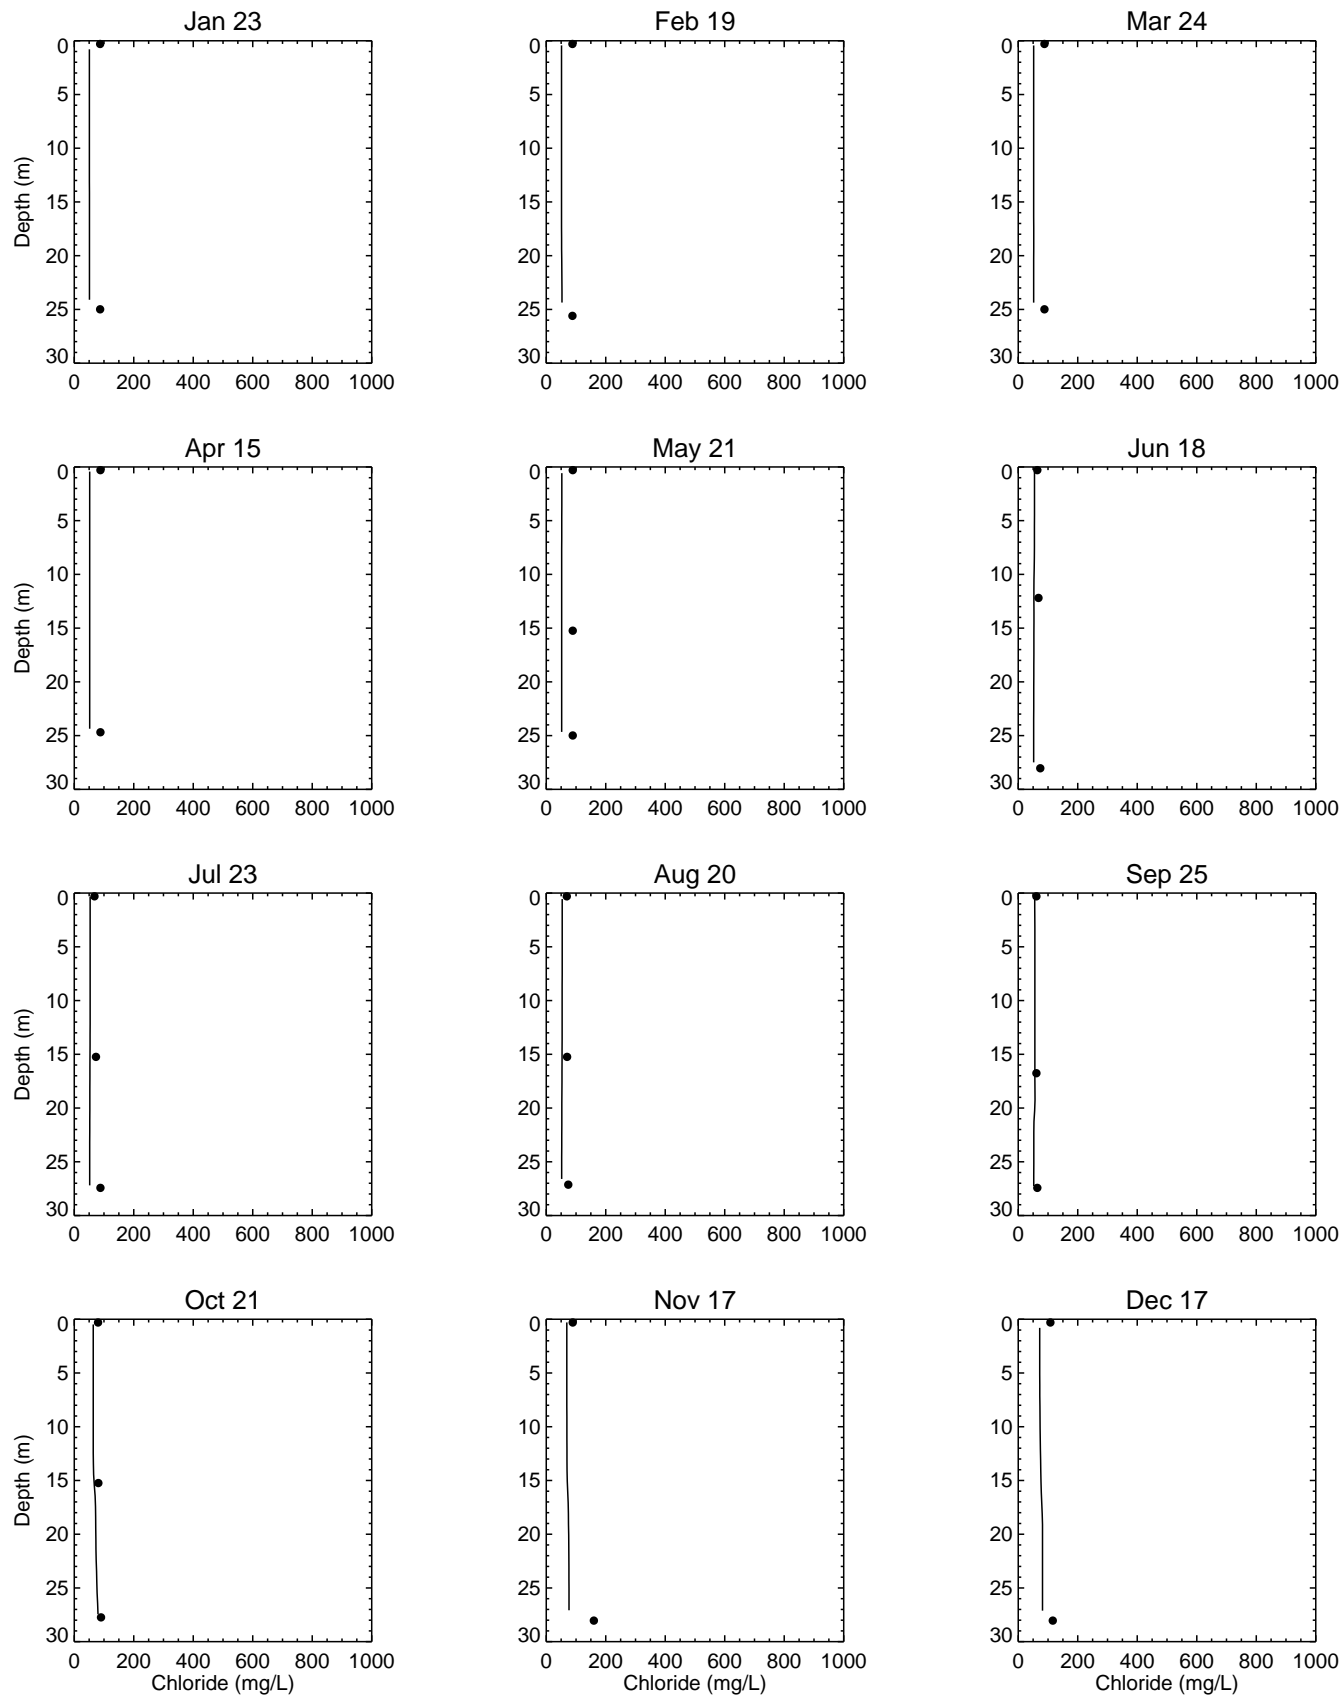 Jan 23 Feb 19 Mar 24
0 0 0
5 5 5
10 10 10
15 15 15
20 20 20
25 25 25
30 30 30
Depth (m)
0 200 400 600 800 1000 0 200 400 600 800 1000 0 200 400 600 800 1000
Apr 15 May 21 Jun 18
0 0 0
5 5 5
10 10 10
15 15 15
20 20 20
25 25 25
30 30 30
Depth (m)
0 200 400 600 800 1000 0 200 400 600 800 1000 0 200 400 600 800 1000
Jul 23 Aug 20 Sep 25
0 0 0
5 5 5
10 10 10
15 15 15
20 20 20
25 25 25
30 30 30
Depth (m)
0 200 400 600 800 1000 0 200 400 600 800 1000 0 200 400 600 800 1000
Oct 21 Nov 17 Dec 17
0 0 0
5 5 5
10 10 10
15 15 15
20 20 20
25 25 25
30 30 30
Depth (m)
0 200 400 600 800 1000 0 200 400 600 800 1000 0 200 400 600 800 1000
Chloride (mg/L) Chloride (mg/L) Chloride (mg/L)